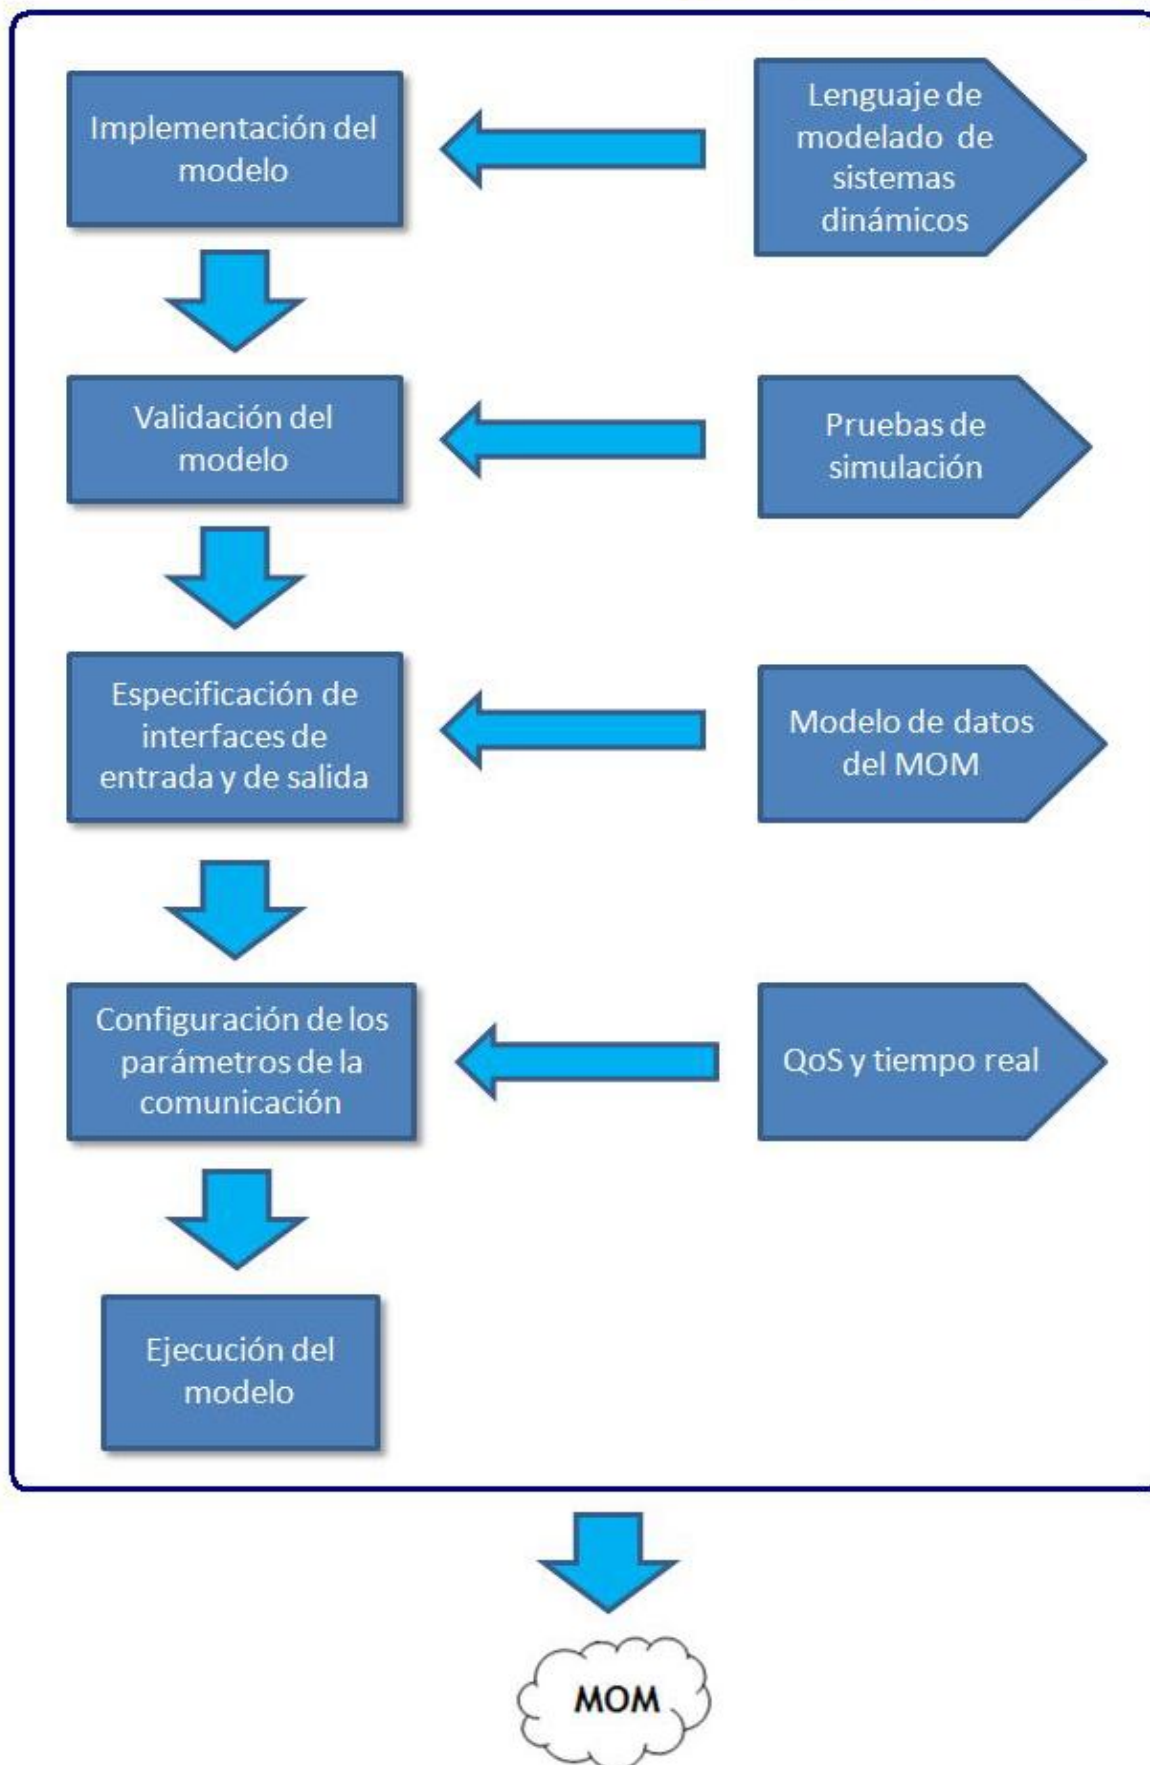 Implementación del
modelo
Lenguaje de
modelado de
sistemas
dinámicos
Validación del
modelo
Pruebas de
simulación
Especificación de
interfaces de
entrada y de salida
Modelo de datos
del MOM
Configuración de los
parámetros de la
comunicación
QoS y tiempo real
Ejecución del
modelo
MOM